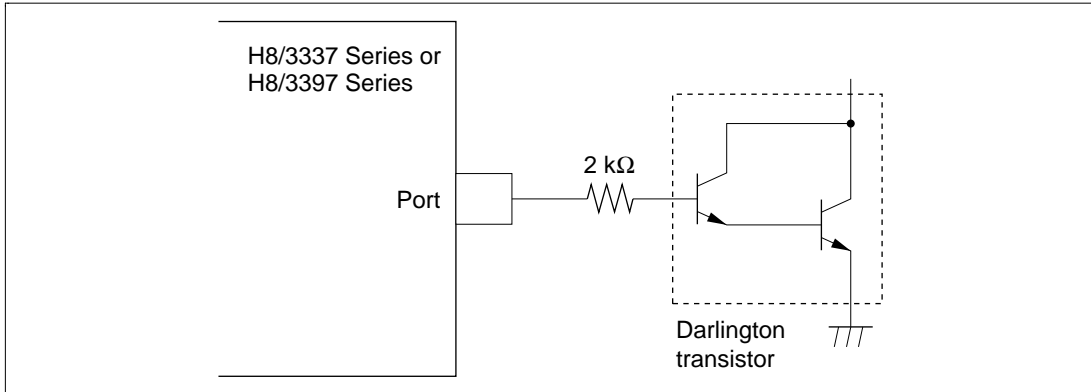 H8/3337 Series or
H8/3397 Series
2 kΩ
Port
Darlington
transistor